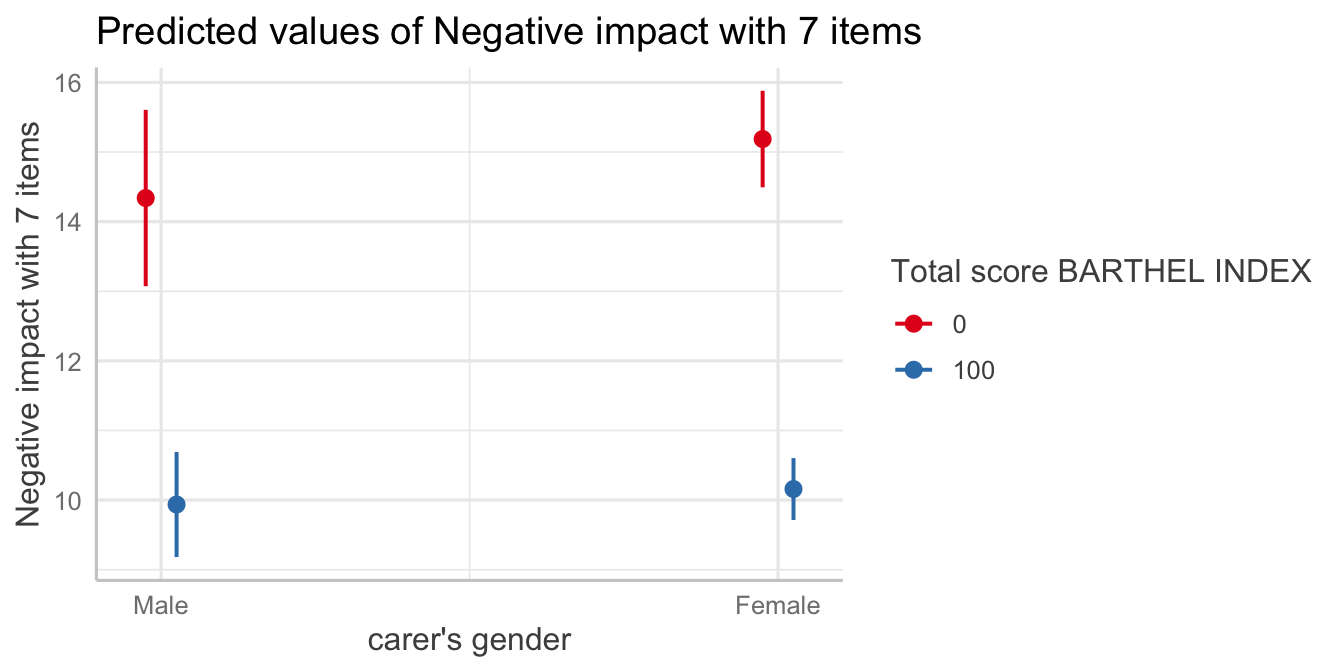 Predicted values of Negative impact with 7 items
Negative impact with 7 items
16
14
12
10
Male
Female
carer's gender
Total score BARTHEL INDEX
0
100